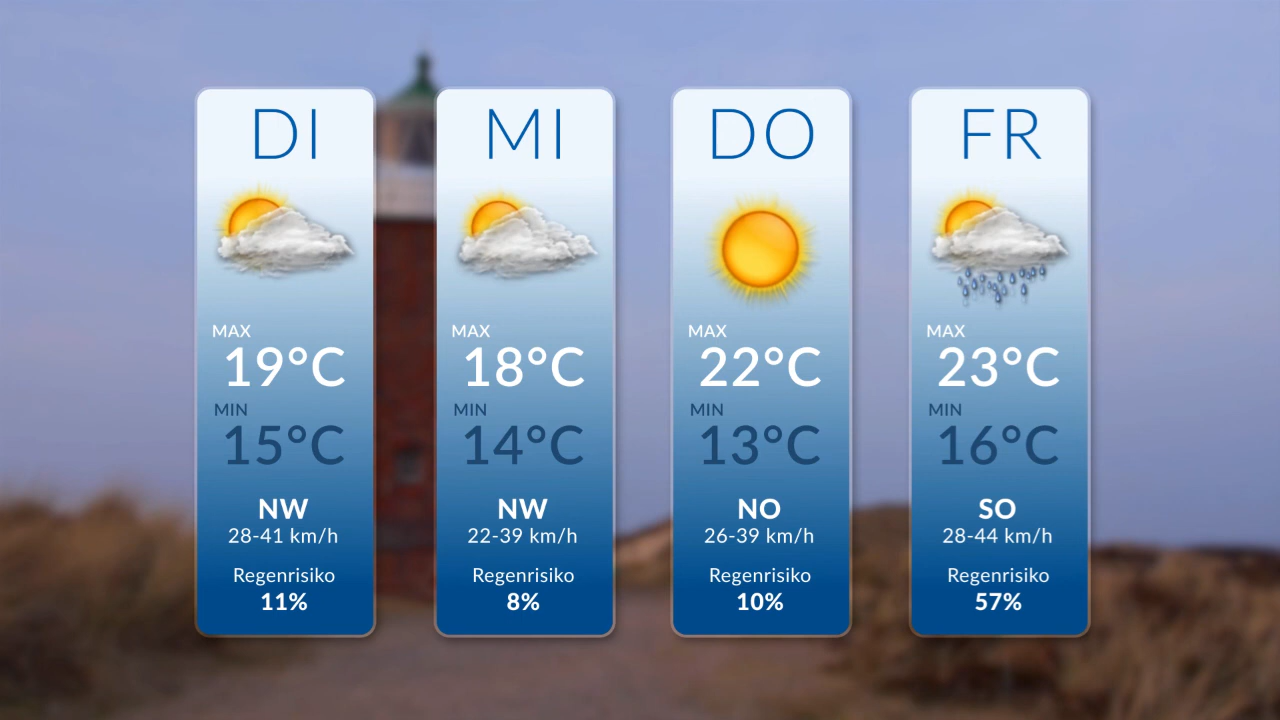 DI
MAX
19°C
MIN
15°C
NW
28-41 km/h
Regenrisiko
11%
MI
MAX
18°C
MIN
14°C
NW
22-39 km/h
Regenrisiko
8%
DO
MAX
22°C
MIN
13°C
NO
26-39 km/h
Regenrisiko
10%
FR
MAX
23°C
MIN
16°C
SO
28-44 km/h
Regenrisiko
57%